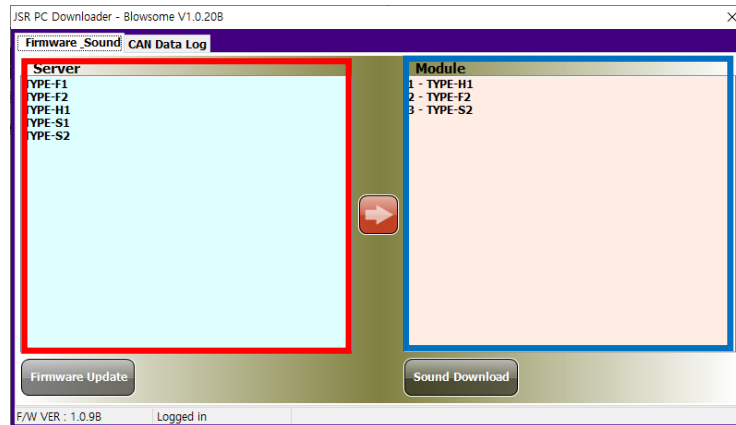 JSR PC Downloader - Blowsome V1.0.20B
Firmware_Sound CAN Data Log
Server
TYPE-F1
TYPE-F2
TYPE-H1
TYPE-S1
TYPE-S2
Module
1 - TYPE-H1
2 - TYPE-F2
3 - TYPE-S2
Firmware Update
Sound Download
F/W VER : 1.0.9B Logged in